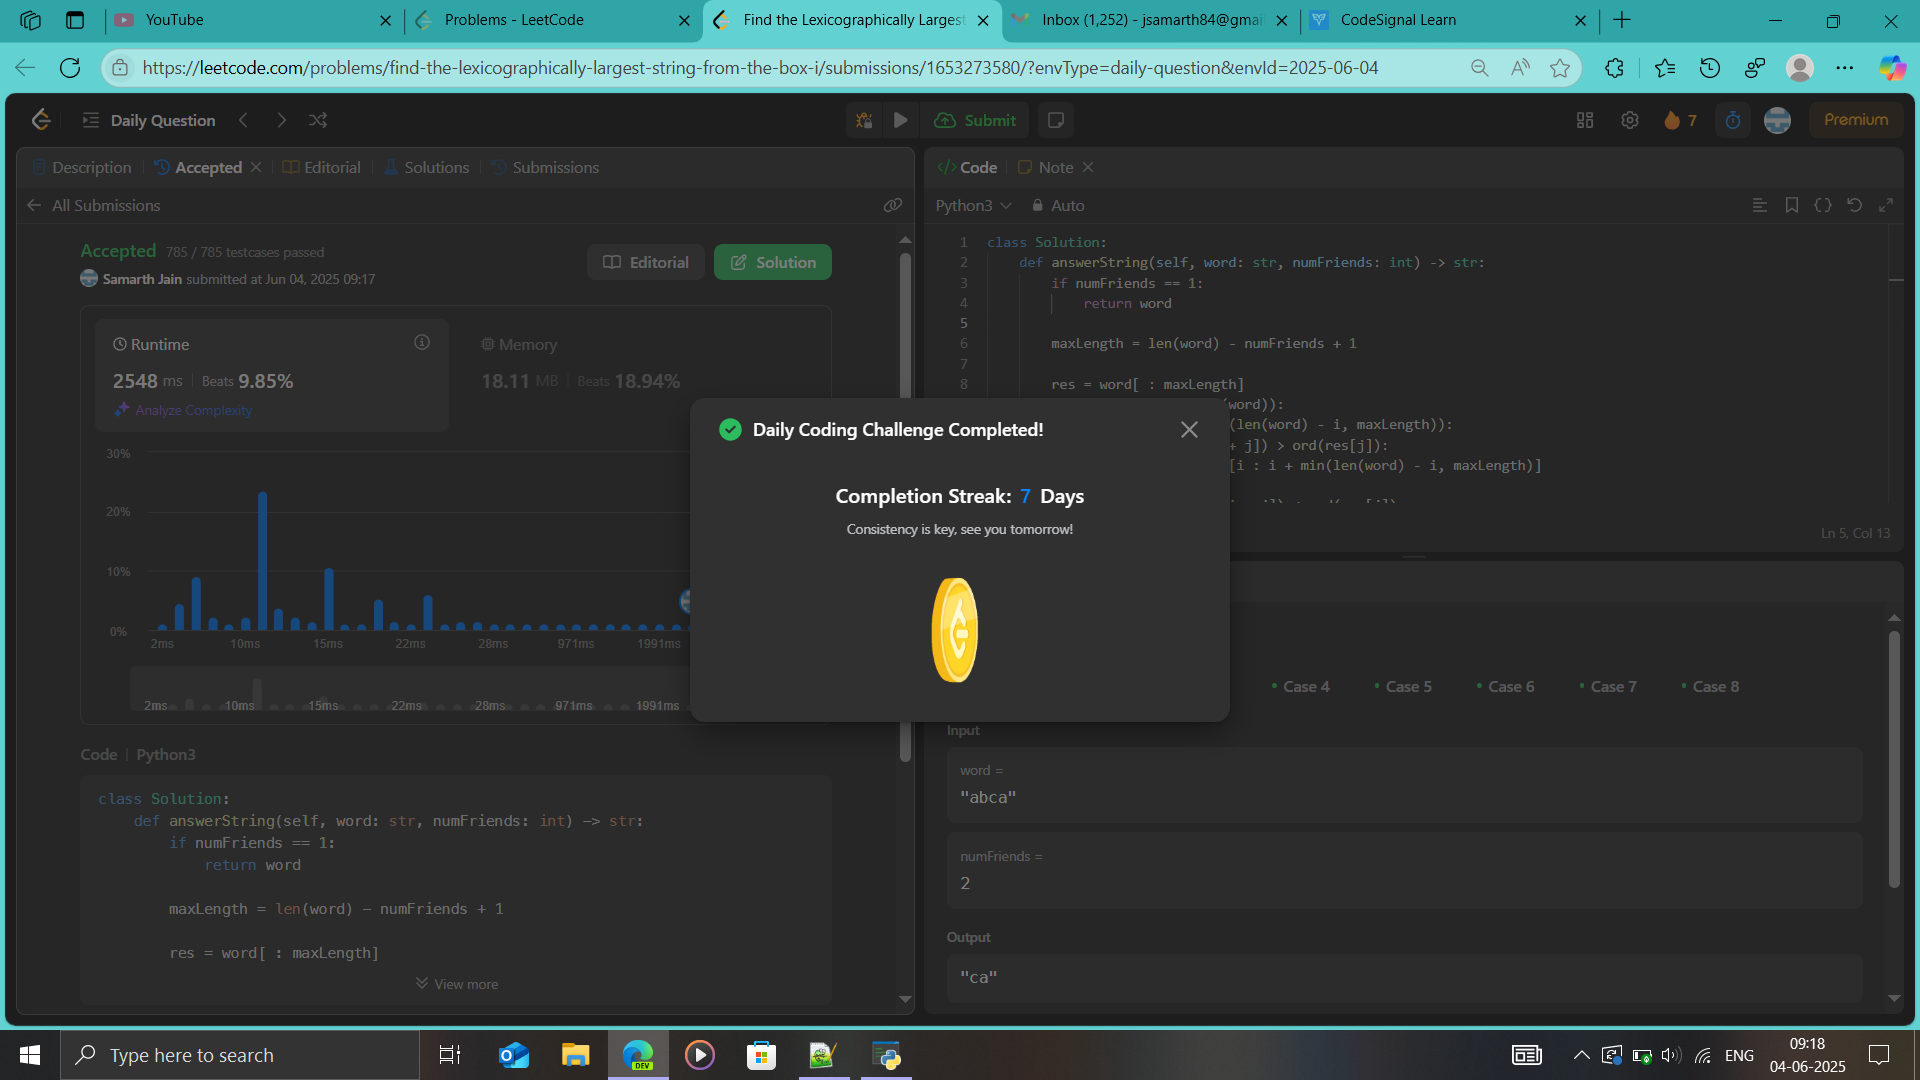 YouTube
Problems - LeetCode
Find the Lexicographically Largest
Inbox (1,252) - jsamarth84@gmai
CodeSignal Learn
https://leetcode.com/problems/find-the-lexicographically-largest-string-from-the-box-i/submissions/1653273580/?envType=daily-question&envId=2025-06-04
Daily Question
Submit
7
Premium
Description
Accepted
Editorial
Solutions
Submissions
All Submissions
Accepted 785 / 785 testcases passed
Samarth Jain submitted at Jun 04, 2025 09:17
Editorial
Solution
Runtime
2548 ms Beats 9.85%
Analyze Complexity
Memory
18.11 MB Beats 18.94%
30%
20%
10%
0%
2ms 10ms 15ms 22ms 28ms 971ms 1991ms
2ms 10ms 15ms 22ms 28ms 971ms 1991ms
Code | Python3
class Solution:
def answerString(self, word: str, numFriends: int) -> str:
if numFriends == 1:
return word
maxLength = len(word) - numFriends + 1
res = word[ : maxLength]
View more
Daily Coding Challenge Completed!
Completion Streak: 7 Days
Consistency is key, see you tomorrow!
Code
Note
Python3
Auto
1 class Solution:
2 def answerString(self, word: str, numFriends: int) -> str:
3 if numFriends == 1:
4 return word
5
6 maxLength = len(word) - numFriends + 1
7
8 res = word[ : maxLength]
word)):
(len(word) - i, maxLength)):
+ j]) > ord(res[j]):
[i : i + min(len(word) - i, maxLength)]
Ln 5, Col 13
Case 4 Case 5 Case 6 Case 7 Case 8
Input
word =
"abca"
numFriends =
2
Output
"ca"
Type here to search
DEV
ENG
09:18
04-06-2025